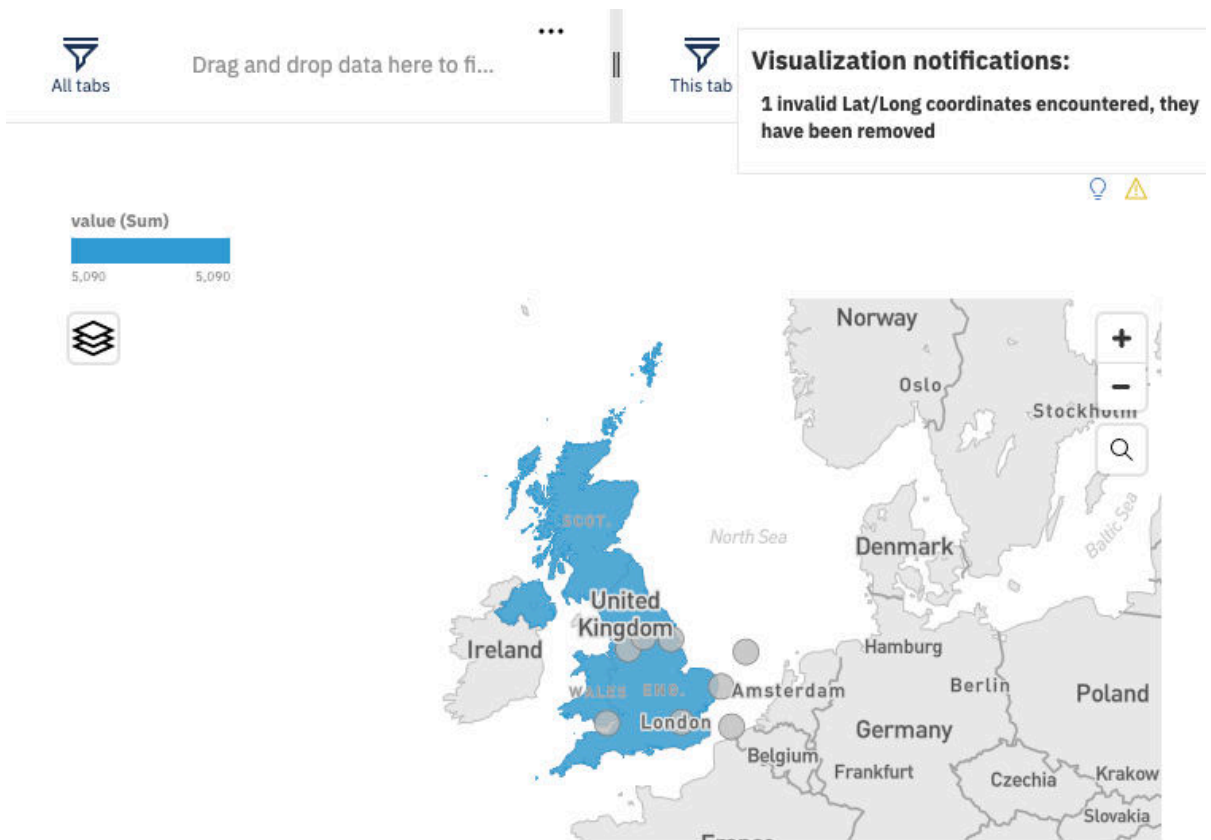 All tabs
Drag and drop data here to fi...
This tab
Visualization notifications:
1 invalid Lat/Long coordinates encountered, they
have been removed
value (Sum)
5,090
5,090
Norway
Oslo
Stockholm
SCOT.
North Sea
Baltic Sea
Denmark
United
Kingdom
Ireland
Hamburg
WALES
ENG.
Amsterdam
Berlin
Poland
London
Germany
Belgium
Frankfurt
Czechia
Krakow
Slovakia
France